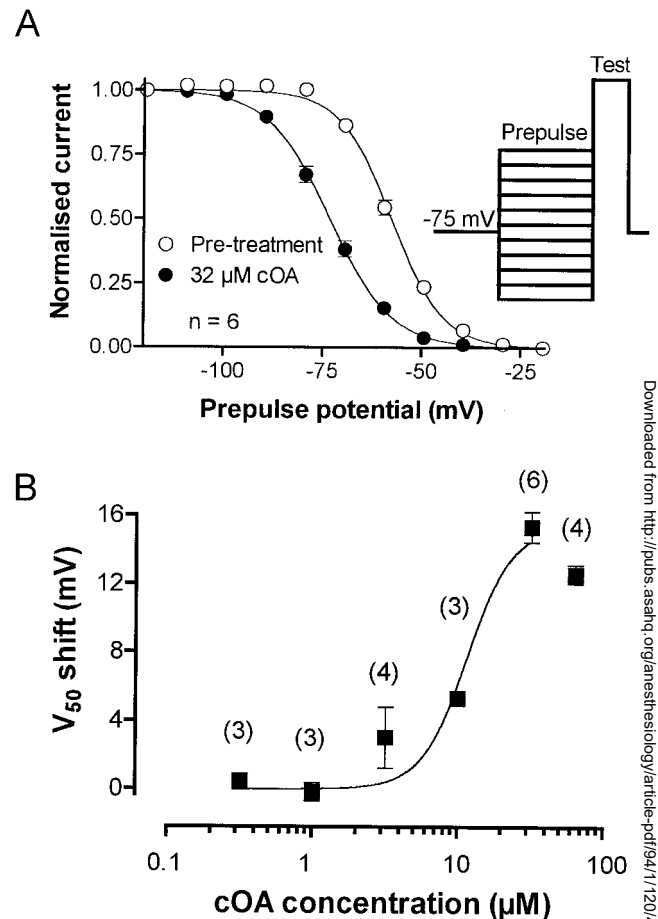 A
Normalised current
1.00
0.75
0.50
0.25
0.00
Pre-treatment
32 µM cOA
n = 6
-100
-75
-50
-25
Prepulse potential (mV)
Test
Prepulse
-75 mV
B
V50 shift (mV)
16
12
8
4
0
(3)
(3)
(4)
(3)
(6)
(4)
0.1
1
10
100
cOA concentration (µM)
Downloaded from http://pubs.asahq.org/anesthesiology/article-pdf/94/1/120/